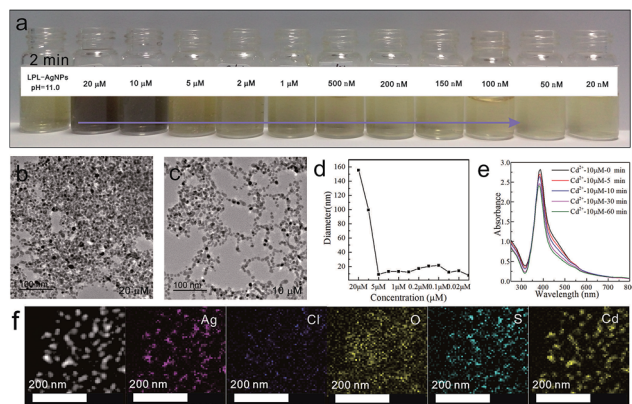 a
2 min
LPL-AgNPs
pH=11.0
20 μM
10 μM
5 μM
2 μM
1 μM
500 nM
200 nM
150 nM
100 nM
50 nM
20 nM
b
100 nm
20 μM
c
100 nm
10 μM
d
Diameter(nm)
160
140
120
100
80
60
40
20
0
20μM
5μM
1μM
0.2μM
0.1μM
0.02μM
Concentration (μM)
e
Absorbance
3.0
2.5
2.0
1.5
1.0
0.5
0.0
Cd²⁺-10μM-0 min
Cd²⁺-10μM-5 min
Cd²⁺-10μM-10 min
Cd²⁺-10μM-30 min
Cd²⁺-10μM-60 min
300
400
500
600
700
800
Wavelength (nm)
f
200 nm
Ag
200 nm
Cl
200 nm
O
200 nm
S
200 nm
Cd
200 nm